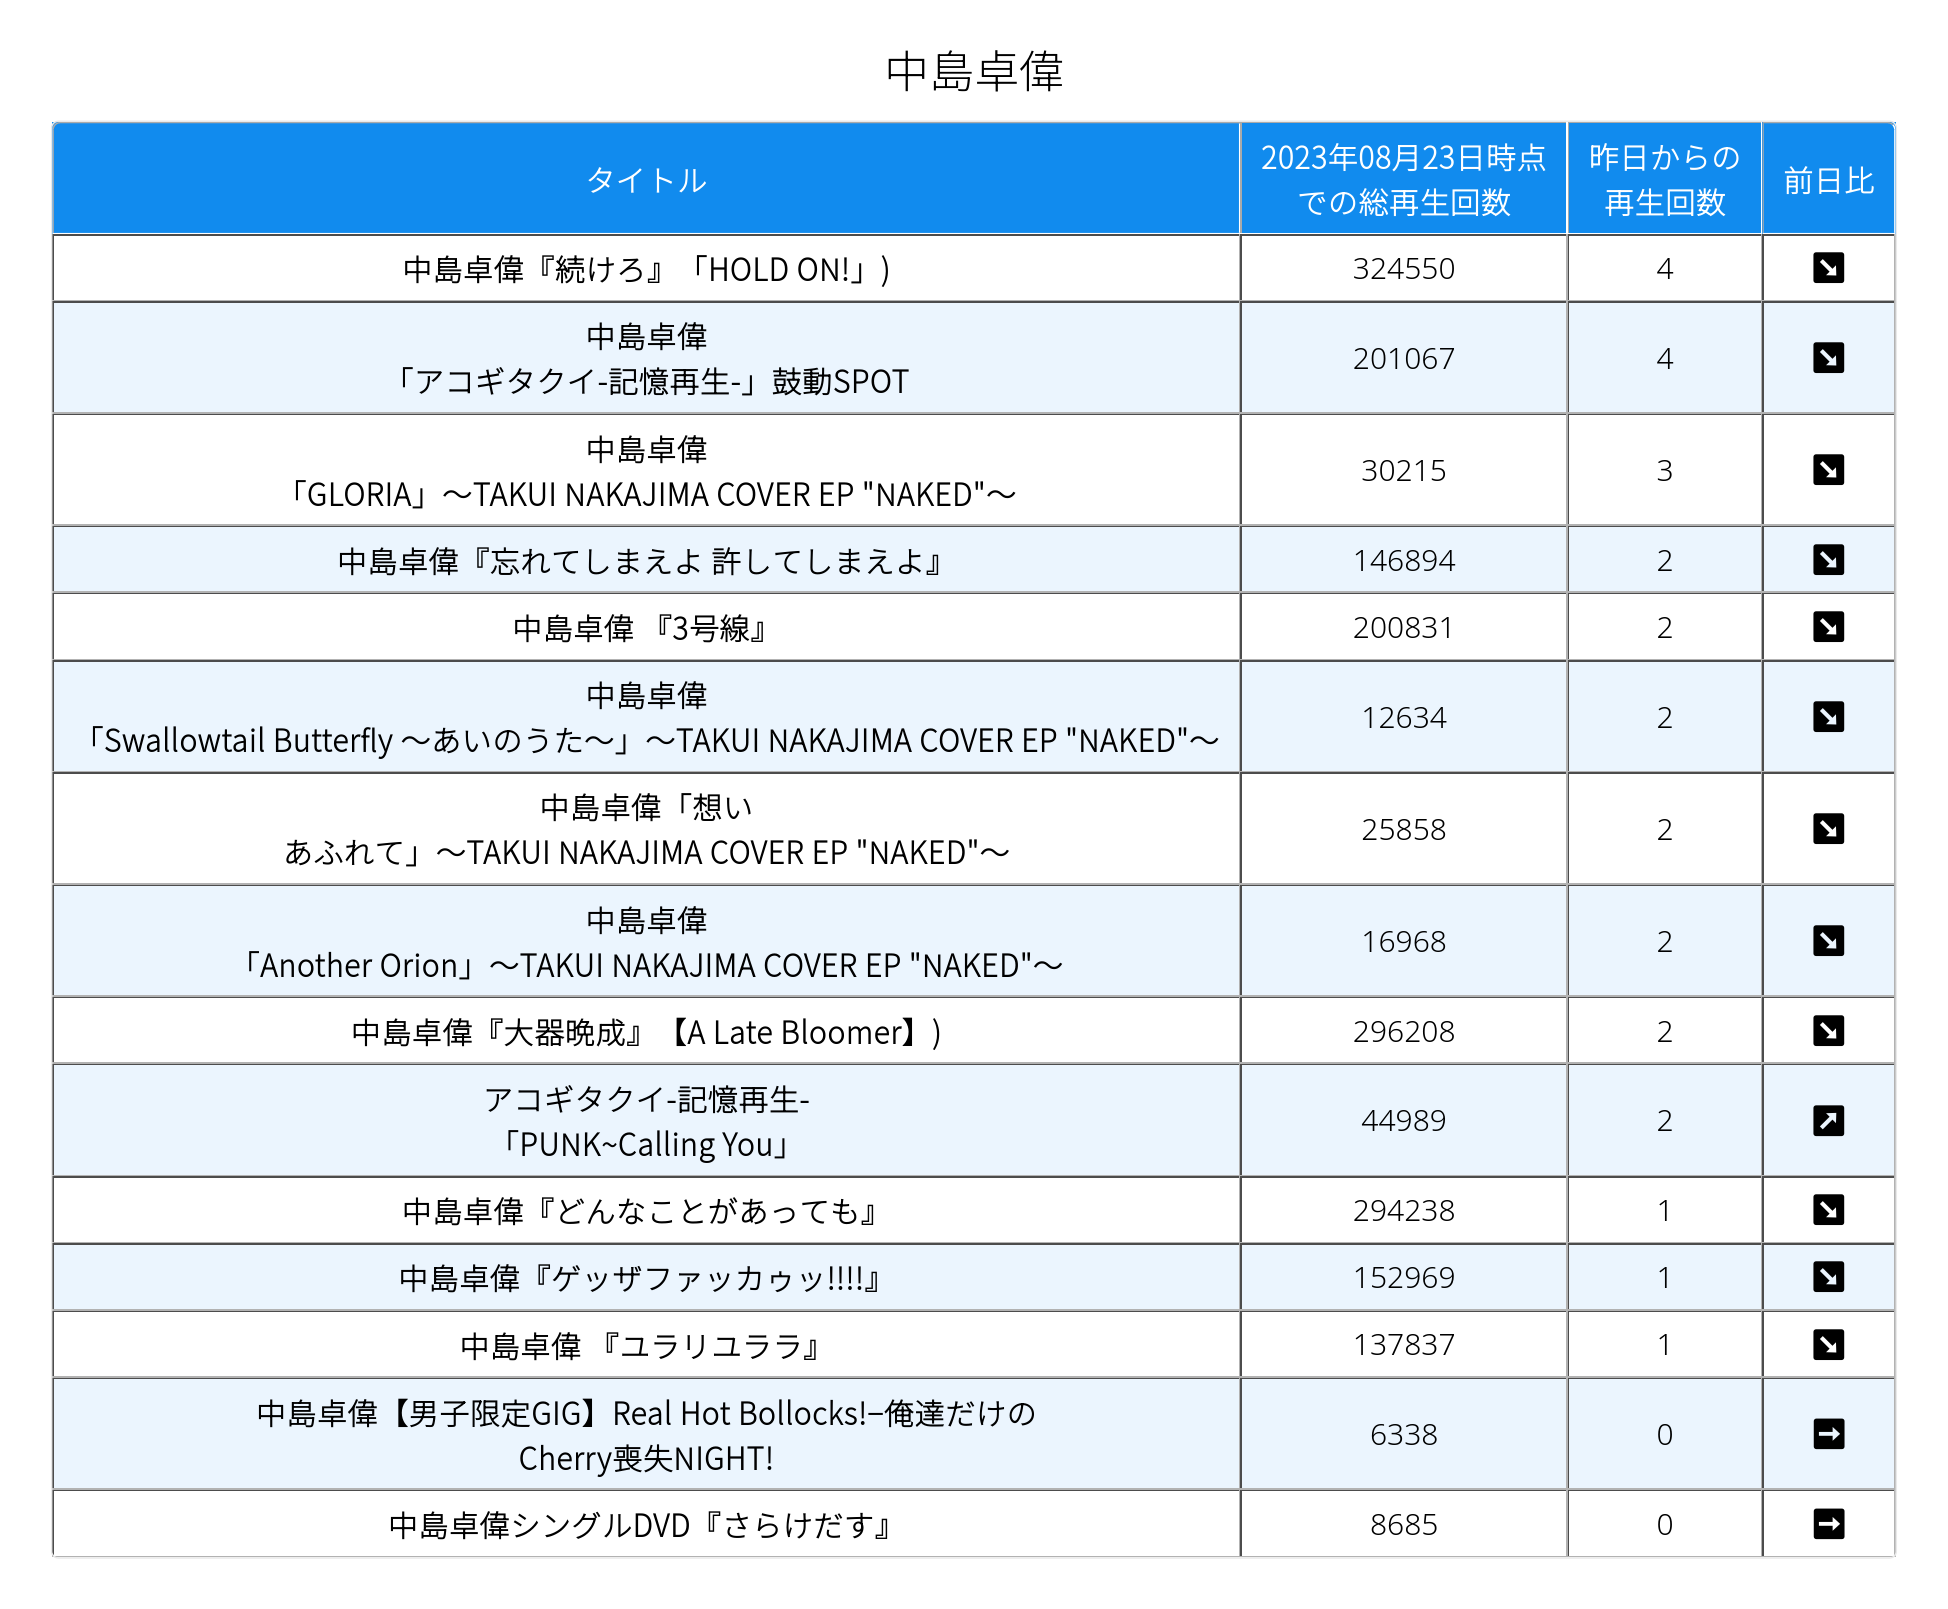 中島卓偉
タイトル
2023年08月23日時点
での総再生回数
昨日からの
再生回数
前日比
中島卓偉『続けろ』「HOLD ON!」)
324550
4
中島卓偉
「アコギタクイ-記憶再生-」鼓動SPOT
201067
4
中島卓偉
「GLORIA」〜TAKUI NAKAJIMA COVER EP "NAKED"〜
30215
3
中島卓偉『忘れてしまえよ 許してしまえよ』
146894
2
中島卓偉 『3号線』
200831
2
中島卓偉
「Swallowtail Butterfly 〜あいのうた〜」〜TAKUI NAKAJIMA COVER EP "NAKED"〜
12634
2
中島卓偉「想い
あふれて」〜TAKUI NAKAJIMA COVER EP "NAKED"〜
25858
2
中島卓偉
「Another Orion」〜TAKUI NAKAJIMA COVER EP "NAKED"〜
16968
2
中島卓偉『大器晩成』【A Late Bloomer】)
296208
2
アコギタクイ-記憶再生-
「PUNK~Calling You」
44989
2
中島卓偉『どんなことがあっても』
294238
1
中島卓偉『ゲッザファッカゥッ!!!!』
152969
1
中島卓偉 『ユラリユララ』
137837
1
中島卓偉【男子限定GIG】Real Hot Bollocks!–俺達だけの
Cherry喪失NIGHT!
6338
0
中島卓偉シングルDVD『さらけだす』
8685
0